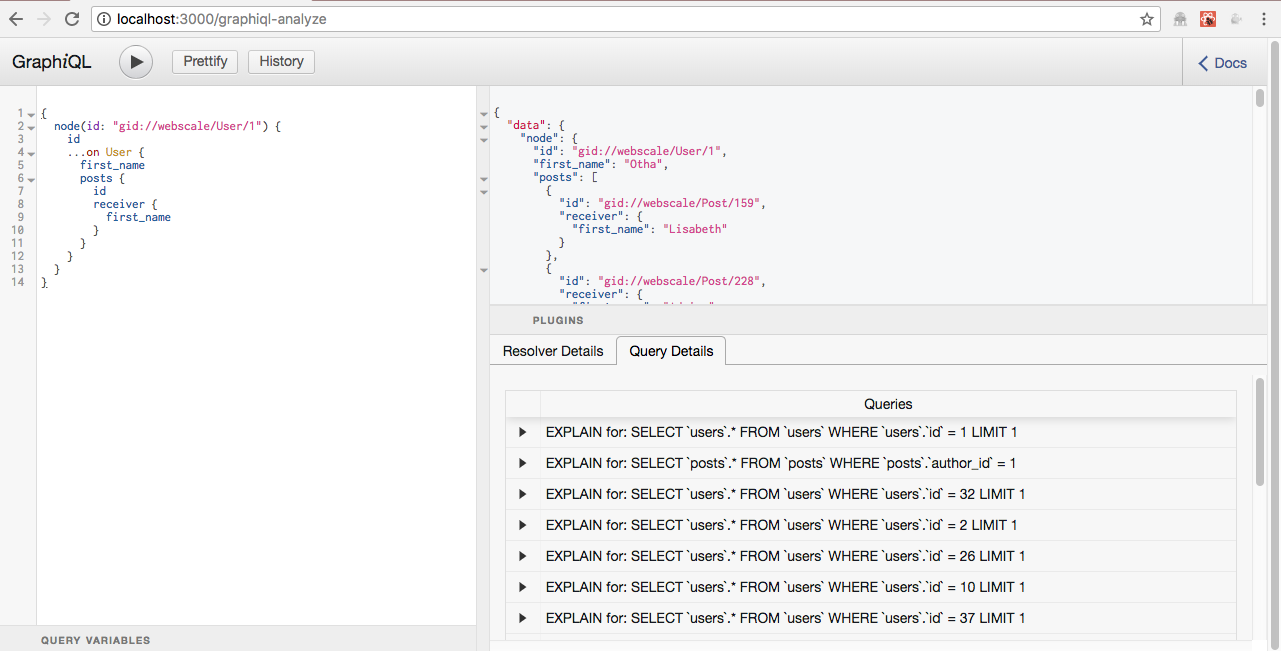 localhost:3000/graphiql-analyze
GraphiQL
Prettify
History
Docs
1 {
2 node(id: "gid://webscale/User/1") {
3 id
4 ...on User {
5 first_name
6 posts {
7 id
8 receiver {
9 first_name
10 }
11 }
12 }
13 }
14 }
QUERY VARIABLES
{
"data": {
"node": {
"id": "gid://webscale/User/1",
"first_name": "Otha",
"posts": [
{
"id": "gid://webscale/Post/159",
"receiver": {
"first_name": "Lisabeth"
}
},
{
"id": "gid://webscale/Post/228",
"receiver": {
PLUGINS
Resolver Details
Query Details
Queries
EXPLAIN for: SELECT `users`.* FROM `users` WHERE `users`.`id` = 1 LIMIT 1
EXPLAIN for: SELECT `posts`.* FROM `posts` WHERE `posts`.`author_id` = 1
EXPLAIN for: SELECT `users`.* FROM `users` WHERE `users`.`id` = 32 LIMIT 1
EXPLAIN for: SELECT `users`.* FROM `users` WHERE `users`.`id` = 2 LIMIT 1
EXPLAIN for: SELECT `users`.* FROM `users` WHERE `users`.`id` = 26 LIMIT 1
EXPLAIN for: SELECT `users`.* FROM `users` WHERE `users`.`id` = 10 LIMIT 1
EXPLAIN for: SELECT `users`.* FROM `users` WHERE `users`.`id` = 37 LIMIT 1